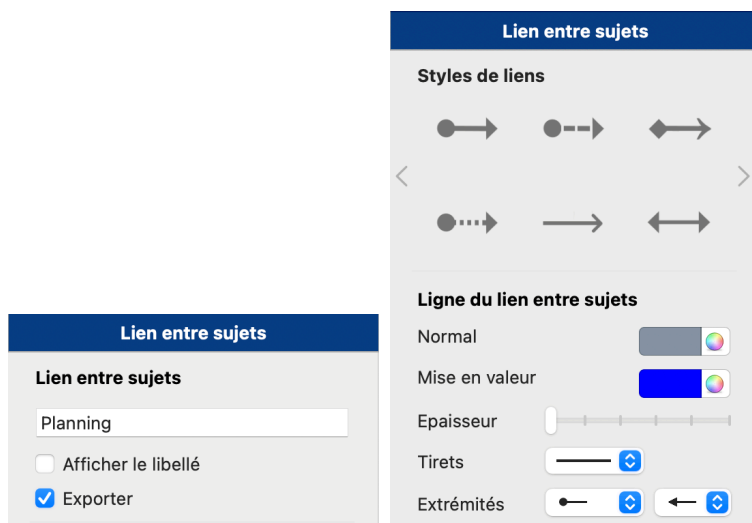 Lien entre sujets
Lien entre sujets
Planning
Afficher le libellé
Exporter
Lien entre sujets
Styles de liens
Ligne du lien entre sujets
Normal
Mise en valeur
Epaisseur
Tirets
Extrémités